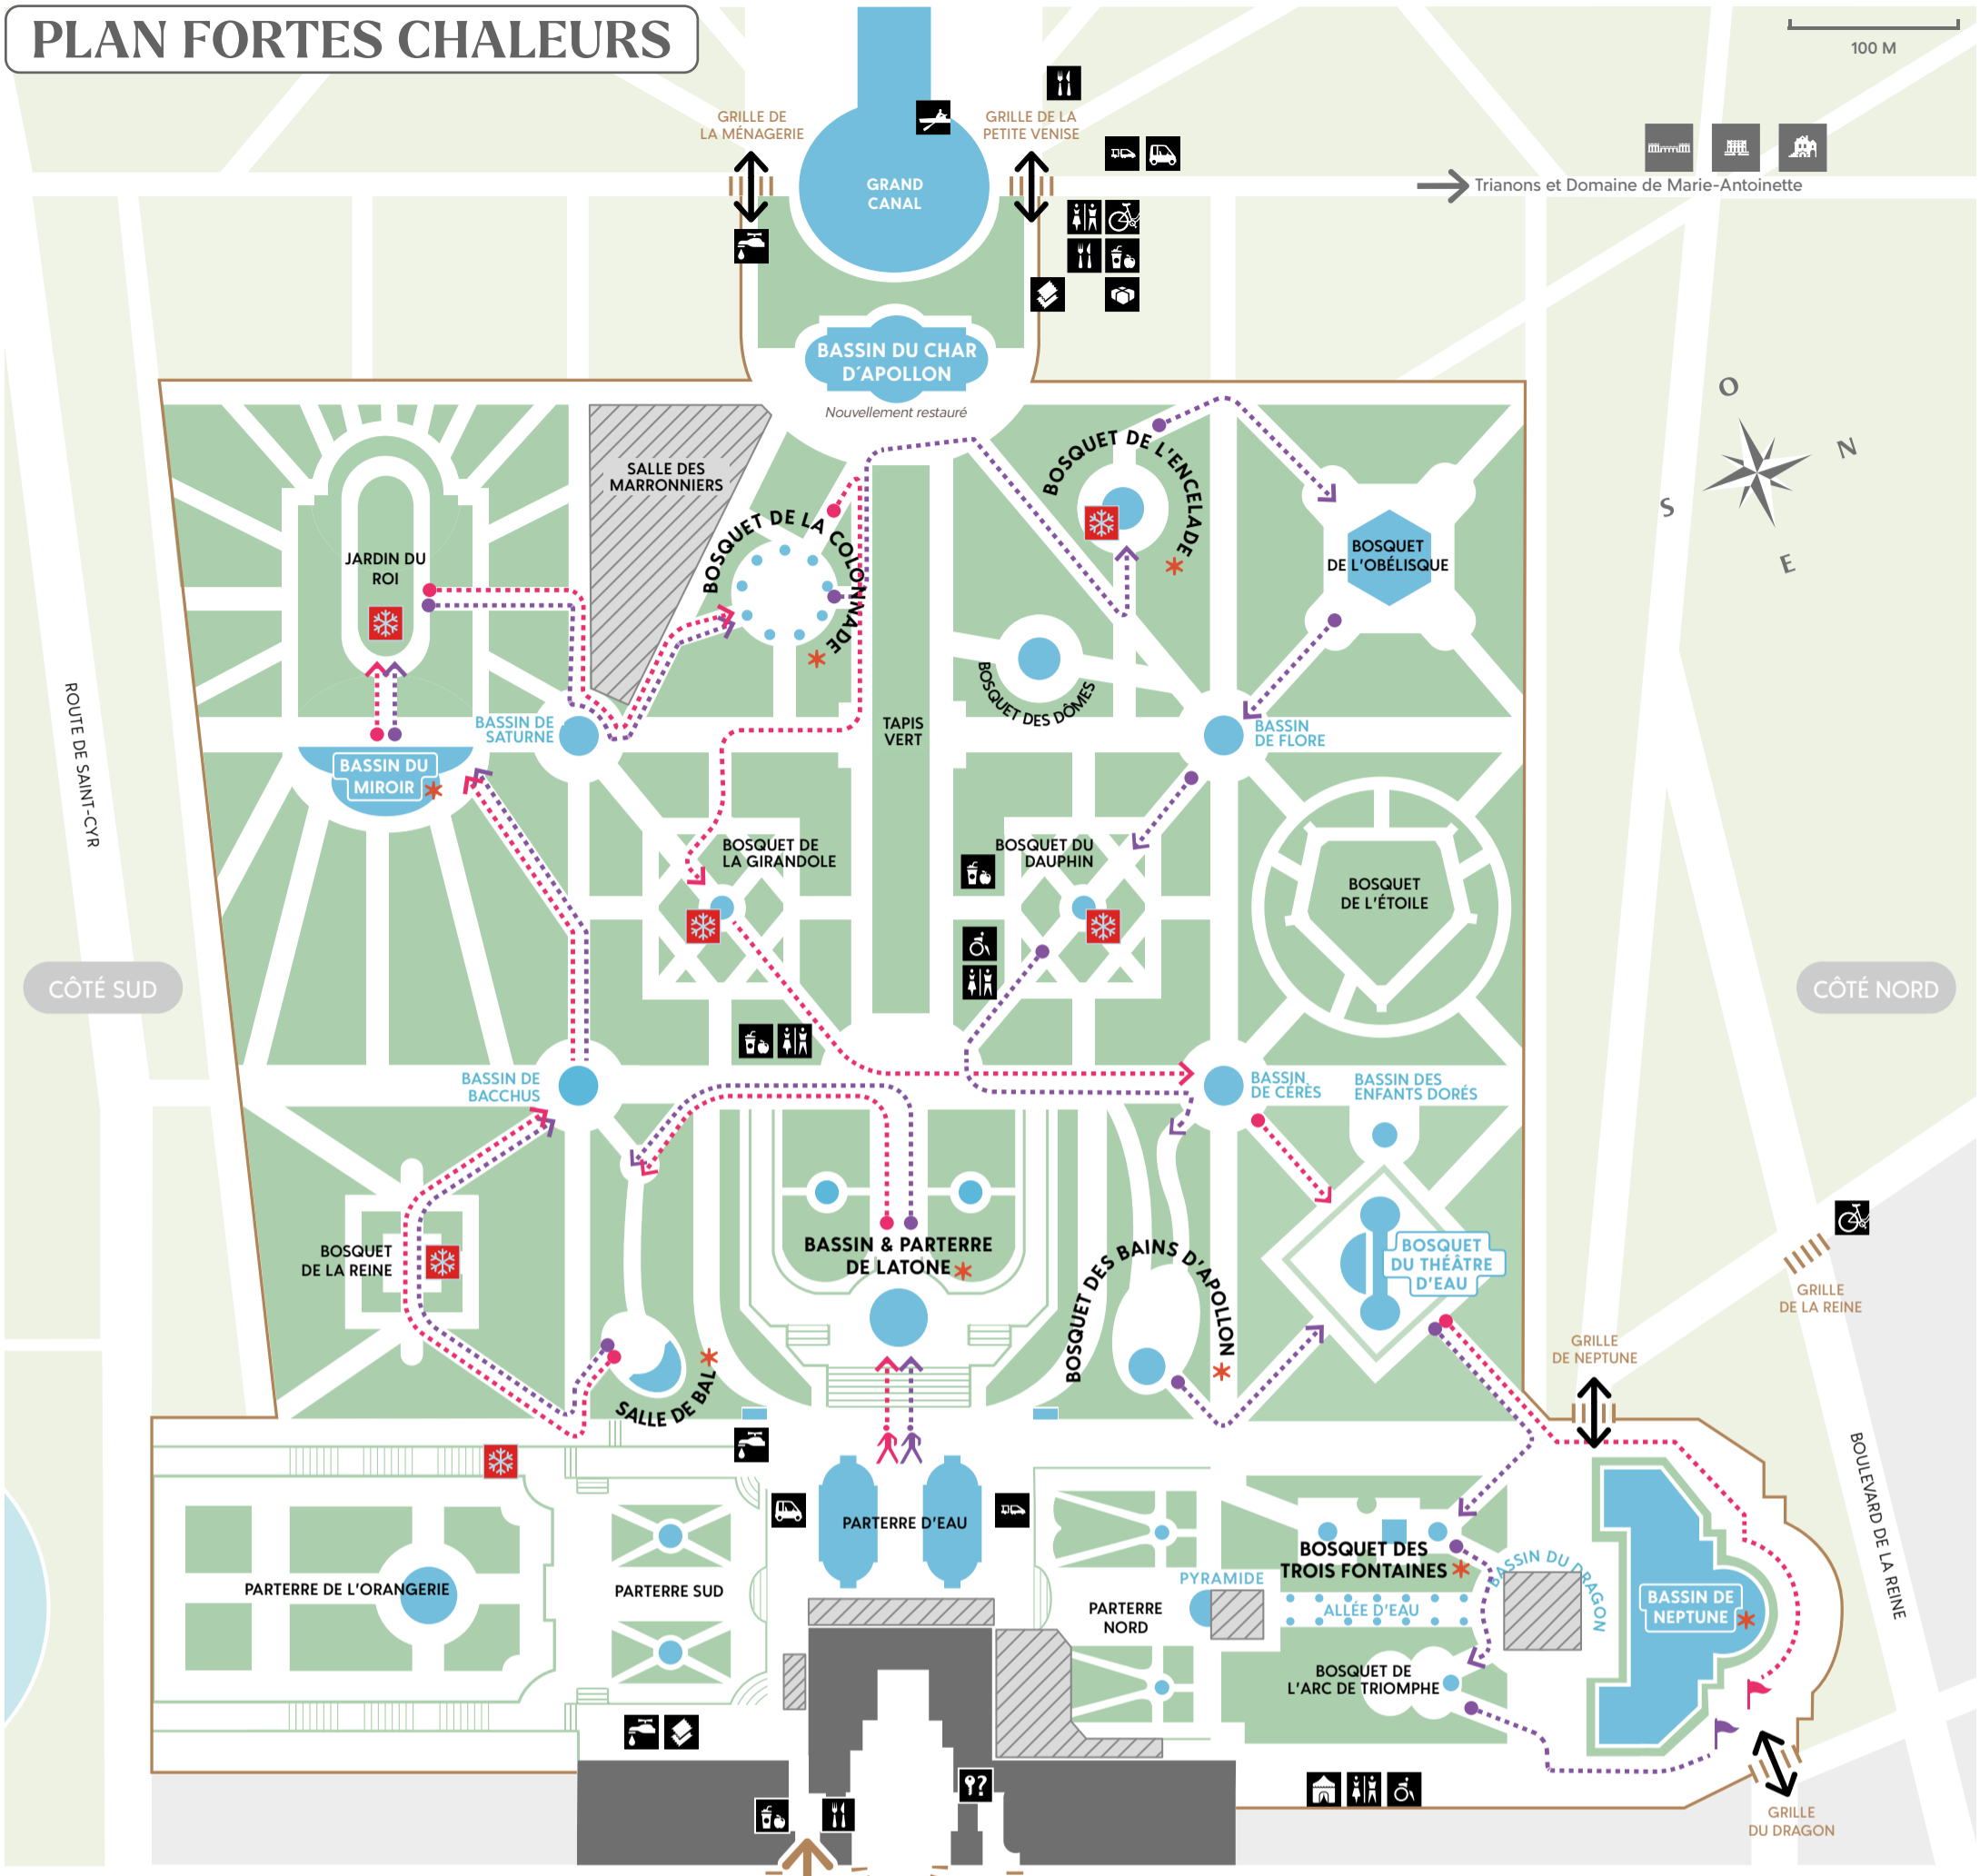 PLAN FORTES CHALEURS
100 M
GRILLE DE
LA MÉNAGERIE
GRILLE DE LA
PETITE VENISE
GRAND
CANAL
Trianons et Domaine de Marie-Antoinette
BASSIN DU CHAR
D'APOLLON
Nouvellement restauré
O
N
S
E
SALLE DES
MARRONNIERS
BOSQUET DE L'ENCELADE
BOSQUET DE LA COLONNADE
JARDIN DU
ROI
BOSQUET
DE L'OBÉLISQUE
BOSQUET DES DÔMES
ROUTE DE SAINT-CYR
BASSIN DE
SATURNE
TAPIS
VERT
BASSIN
DE FLORE
BASSIN DU
MIROIR
BOSQUET DE
LA GIRANDOLE
BOSQUET DU
DAUPHIN
BOSQUET
DE L'ÉTOILE
CÔTÉ SUD
CÔTÉ NORD
BASSIN DE
BACCHUS
BASSIN
DE CÉRÈS
BASSIN DES
ENFANTS DORÉS
BOSQUET
DE LA REINE
BASSIN & PARTERRE
DE LATONE
BOSQUET DES BAINS D'APOLLON
BOSQUET
DU THÉÂTRE
D'EAU
GRILLE
DE LA REINE
GRILLE
DE NEPTUNE
SALLE DE BAL
BOULEVARD DE LA REINE
PARTERRE D'EAU
BOSQUET DES
TROIS FONTAINES
BASSIN DU DRAGON
PARTERRE DE L'ORANGERIE
PARTERRE SUD
PYRAMIDE
PARTERRE
NORD
ALLÉE D'EAU
BASSIN DE
NEPTUNE
BOSQUET DE
L'ARC DE TRIOMPHE
?
GRILLE
DU DRAGON